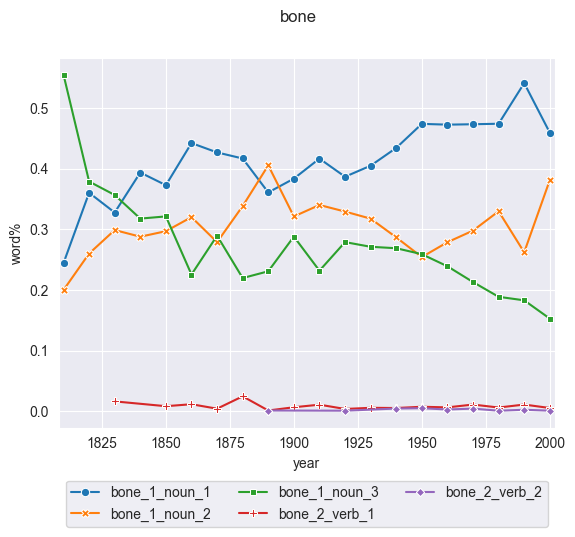 bone
word%
0.5
0.4
0.3
0.2
0.1
0.0
1825 1850 1875 1900 1925 1950 1975 2000
year
bone_1_noun_1 bone_1_noun_3 bone_2_verb_2
bone_1_noun_2 bone_2_verb_1